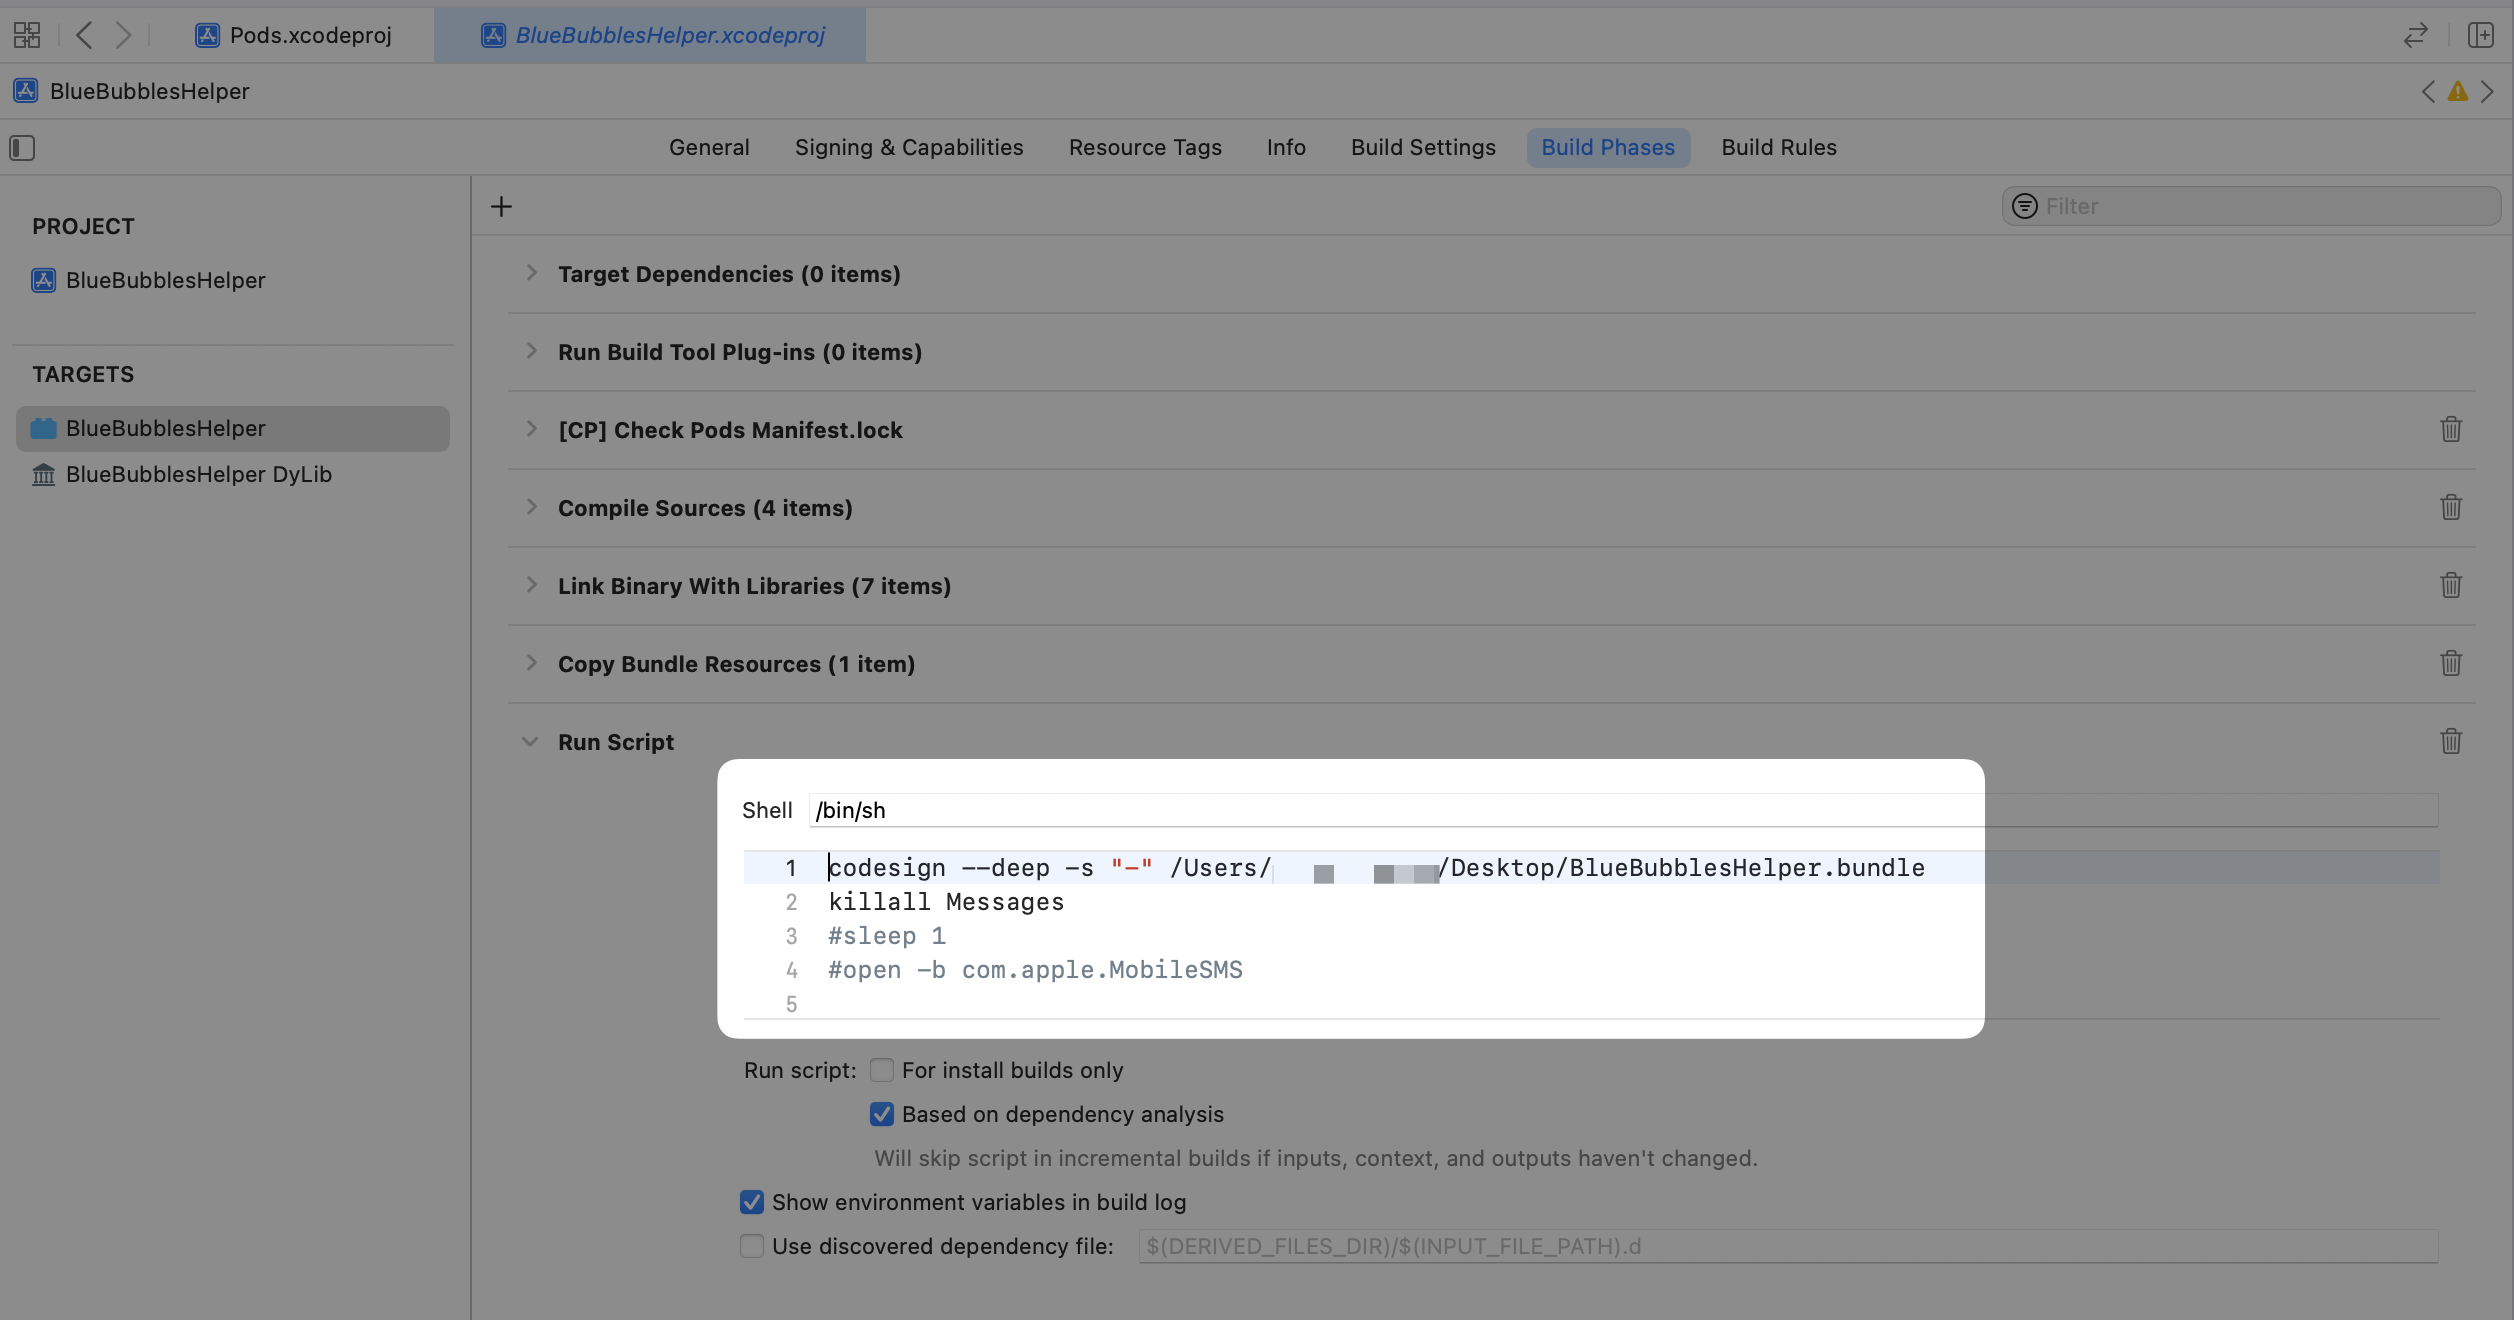 Pods.xcodeproj
BlueBubblesHelper.xcodeproj
BlueBubblesHelper
General
Signing & Capabilities
Resource Tags
Info
Build Settings
Build Phases
Build Rules
Filter
PROJECT
BlueBubblesHelper
TARGETS
BlueBubblesHelper
BlueBubblesHelper DyLib
Target Dependencies (0 items)
Run Build Tool Plug-ins (0 items)
[CP] Check Pods Manifest.lock
Compile Sources (4 items)
Link Binary With Libraries (7 items)
Copy Bundle Resources (1 item)
Run Script
Shell /bin/sh
1 codesign --deep -s "-" /Users/ /Desktop/BlueBubblesHelper.bundle
2 killall Messages
3 #sleep 1
4 #open -b com.apple.MobileSMS
5
Run script: For install builds only
Based on dependency analysis
Will skip script in incremental builds if inputs, context, and outputs haven't changed.
Show environment variables in build log
Use discovered dependency file: $(DERIVED_FILES_DIR)/$(INPUT_FILE_PATH).d